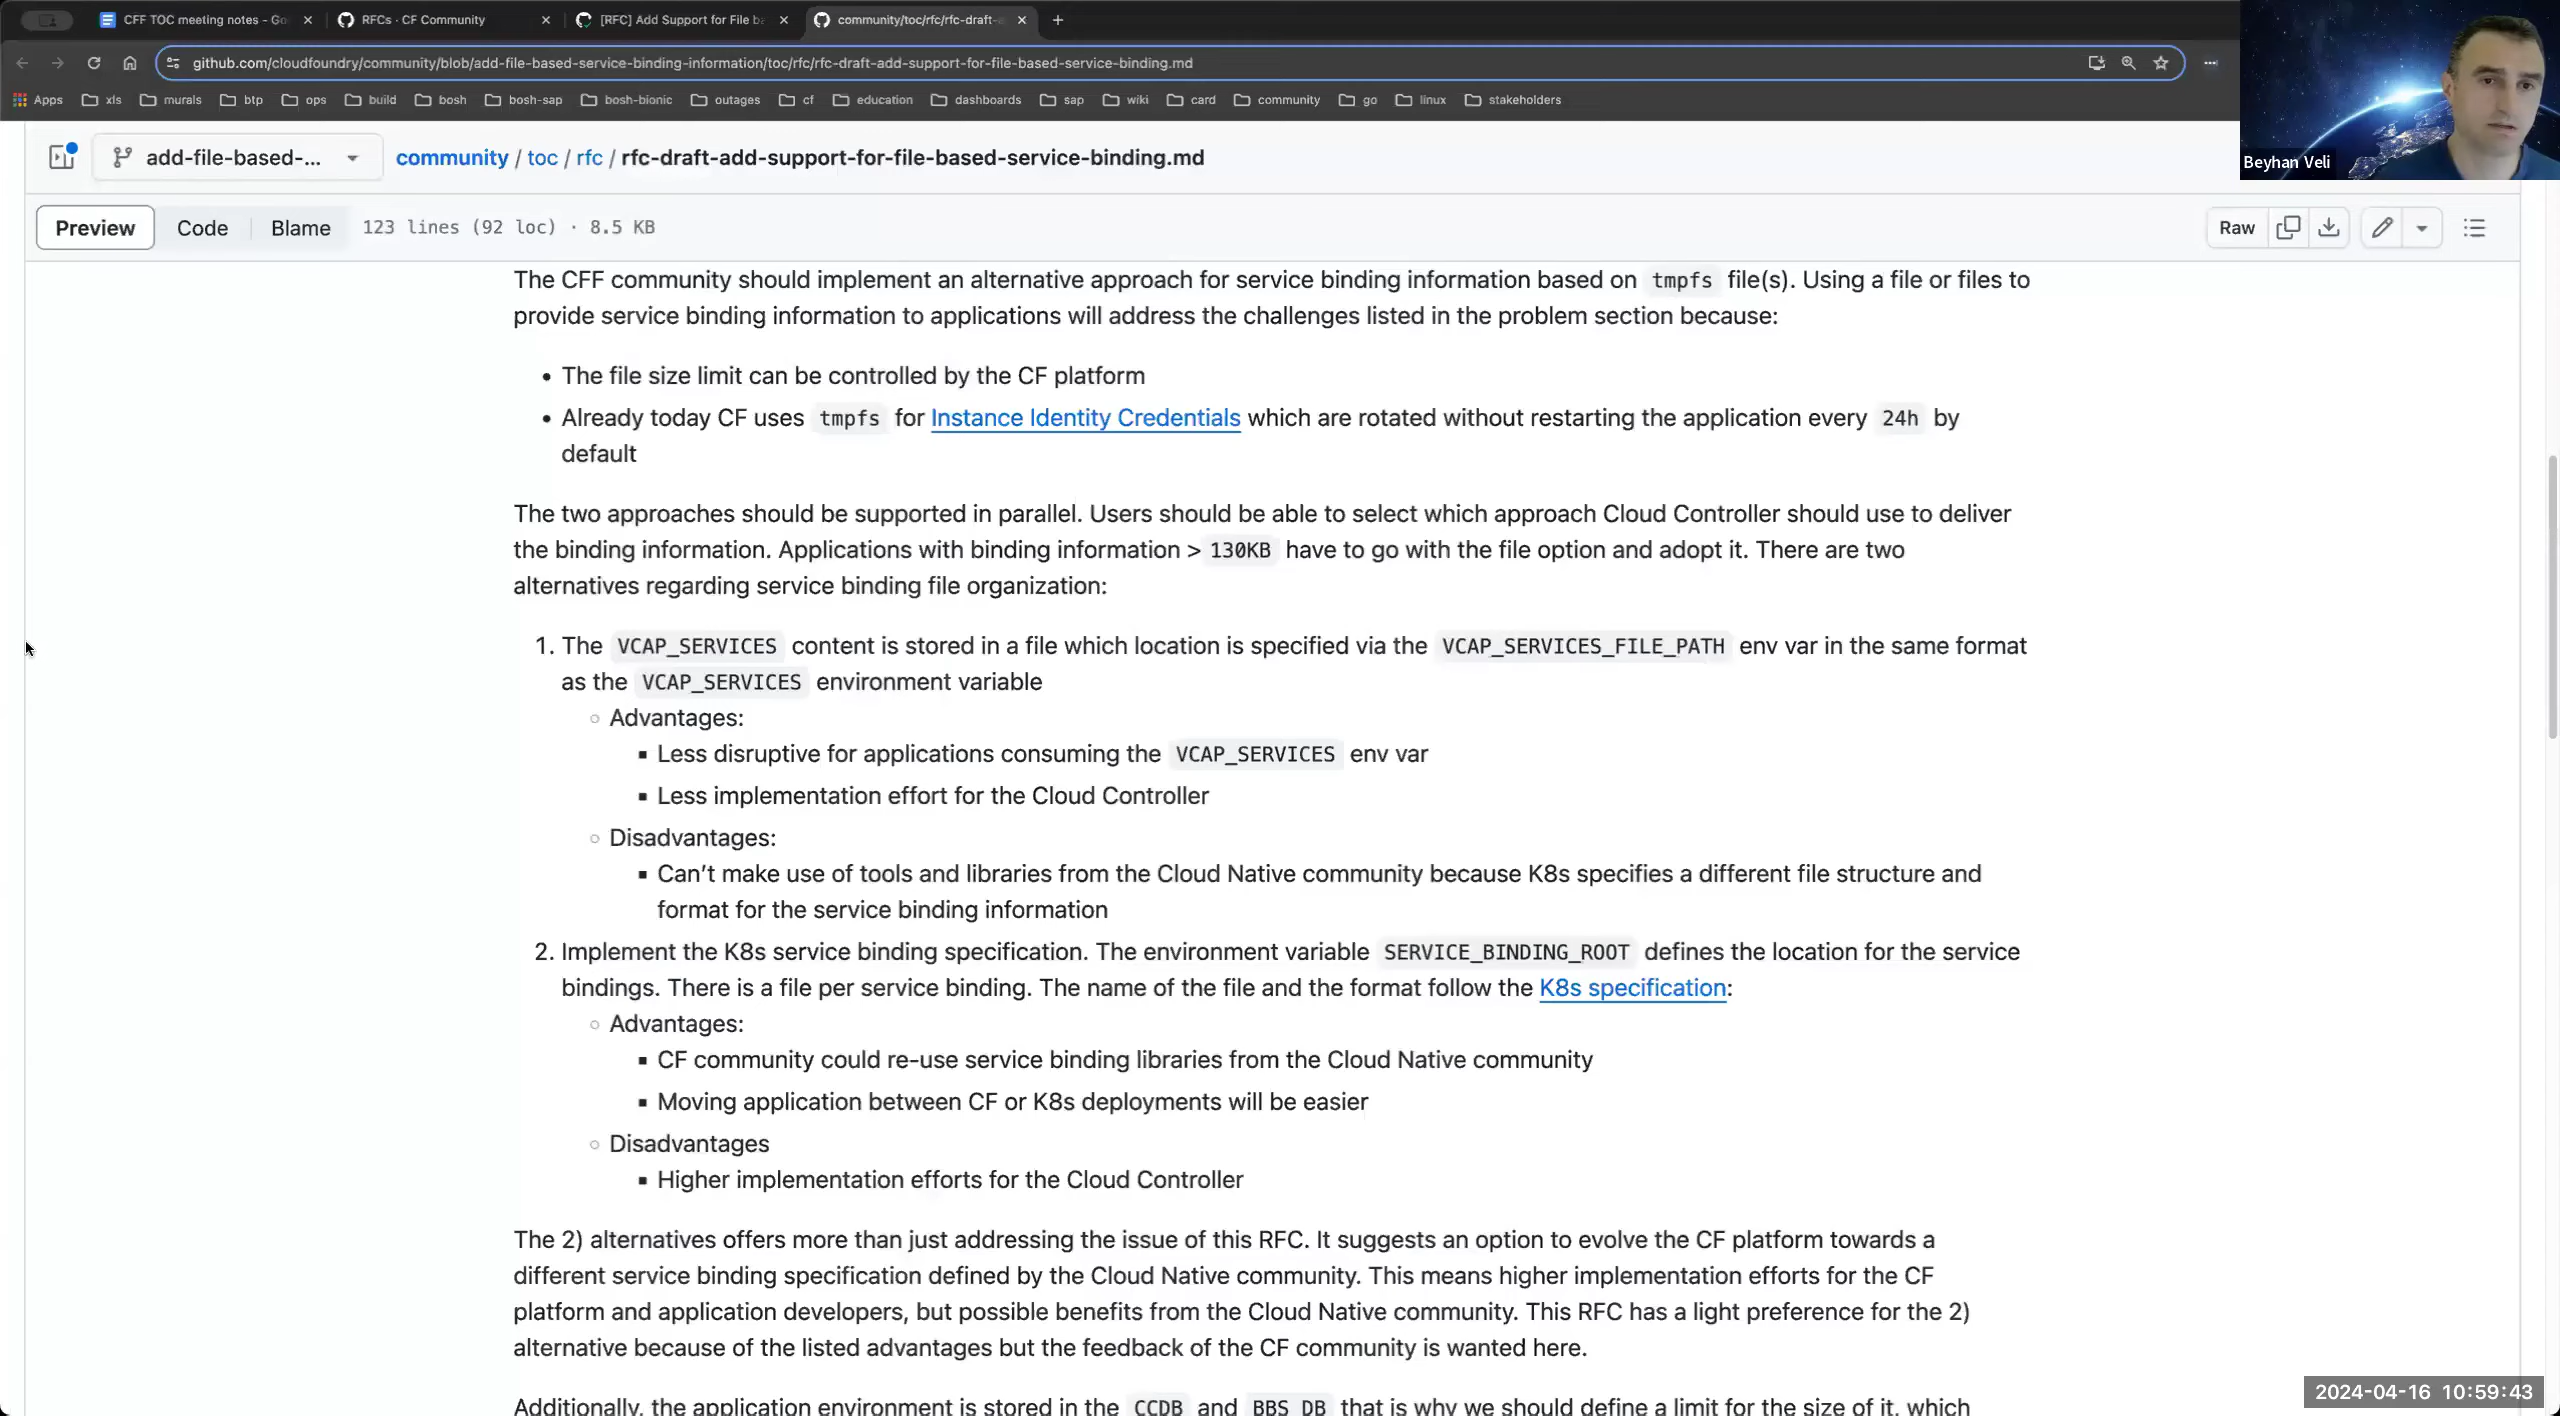 CFF TOC meeting notes - Go
RFCs · CF Community
[RFC] Add Support for File ba
community/toc/rfc/rfc-draft-a
github.com/cloudfoundry/community/blob/add-file-based-service-binding-information/toc/rfc/rfc-draft-add-support-for-file-based-service-binding.md
Apps xls murals btp ops build bosh bosh-sap bosh-bionic outages cf education dashboards sap wiki card community go linux stakeholders
Beyhan Veli
add-file-based-... community / toc / rfc / rfc-draft-add-support-for-file-based-service-binding.md
Preview Code Blame 123 lines (92 loc) · 8.5 KB Raw
The CFF community should implement an alternative approach for service binding information based on tmpfs file(s). Using a file or files to
provide service binding information to applications will address the challenges listed in the problem section because:
• The file size limit can be controlled by the CF platform
• Already today CF uses tmpfs for Instance Identity Credentials which are rotated without restarting the application every 24h by
default
The two approaches should be supported in parallel. Users should be able to select which approach Cloud Controller should use to deliver
the binding information. Applications with binding information > 130KB have to go with the file option and adopt it. There are two
alternatives regarding service binding file organization:
1. The VCAP_SERVICES content is stored in a file which location is specified via the VCAP_SERVICES_FILE_PATH env var in the same format
as the VCAP_SERVICES environment variable
○ Advantages:
▪ Less disruptive for applications consuming the VCAP_SERVICES env var
▪ Less implementation effort for the Cloud Controller
○ Disadvantages:
▪ Can't make use of tools and libraries from the Cloud Native community because K8s specifies a different file structure and
format for the service binding information
2. Implement the K8s service binding specification. The environment variable SERVICE_BINDING_ROOT defines the location for the service
bindings. There is a file per service binding. The name of the file and the format follow the K8s specification:
○ Advantages:
▪ CF community could re-use service binding libraries from the Cloud Native community
▪ Moving application between CF or K8s deployments will be easier
○ Disadvantages
▪ Higher implementation efforts for the Cloud Controller
The 2) alternatives offers more than just addressing the issue of this RFC. It suggests an option to evolve the CF platform towards a
different service binding specification defined by the Cloud Native community. This means higher implementation efforts for the CF
platform and application developers, but possible benefits from the Cloud Native community. This RFC has a light preference for the 2)
alternative because of the listed advantages but the feedback of the CF community is wanted here.
Additionally, the application environment is stored in the CCDB and BBS DB that is why we should define a limit for the size of it, which
2024-04-16 10:59:43